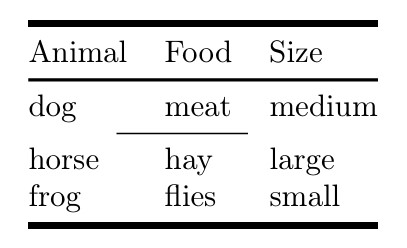 Animal Food Size
dog meat medium
horse hay large
frog flies small